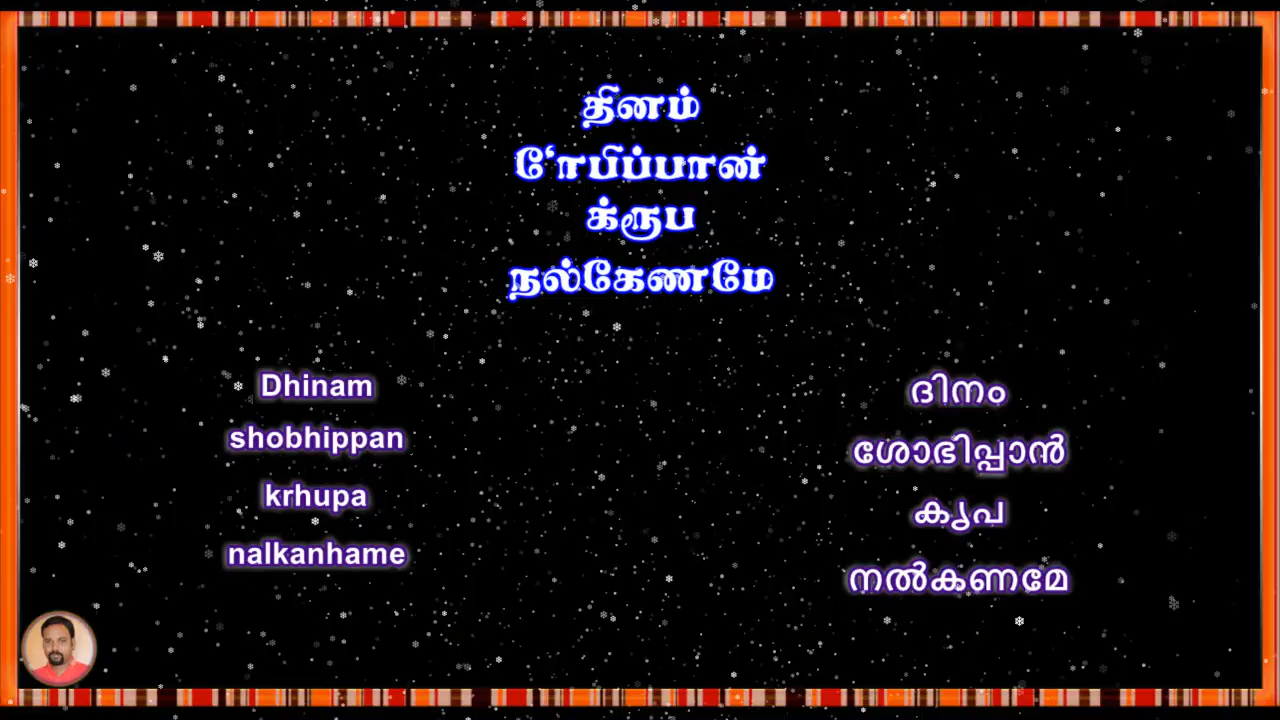 தினம்
ோ‘பிப்பான்
க்ரூப
நல்கேணமே
Dhinam
shobhippan
krhupa
nalkanhame
ദിനം
ശോഭിപ്പാൻ
കൃപ
നൽകണമേ